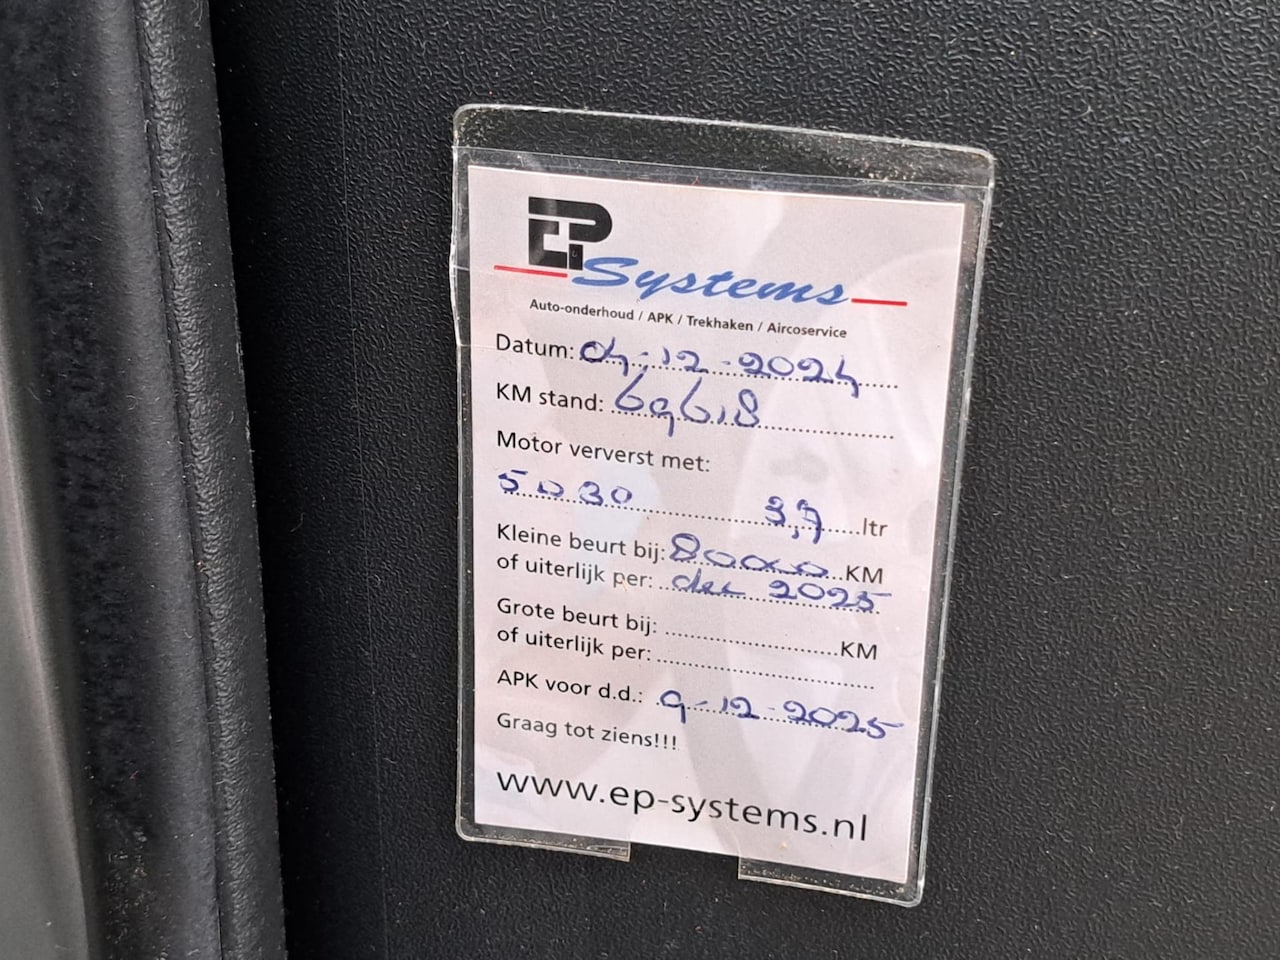 EP
Systems
Auto-onderhoud / APK / Trekhaken / Aircoservice
Datum: 04-12-2024
KM stand: 69618
Motor ververst met:
5030 3,7 ltr
Kleine beurt bij: 80000 KM
of uiterlijk per: dec 2025
Grote beurt bij: KM
of uiterlijk per:
APK voor d.d.: 9-12-2025
Graag tot ziens!!!
www.ep-systems.nl